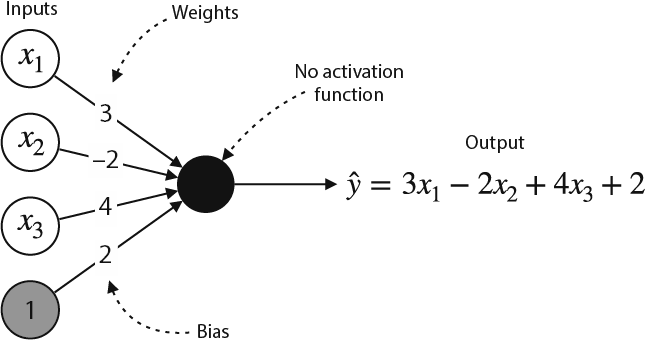 Inputs
Weights
x₁
3
No activation
function
x₂
−2
Output
ŷ = 3x₁ − 2x₂ + 4x₃ + 2
x₃
4
2
1
Bias